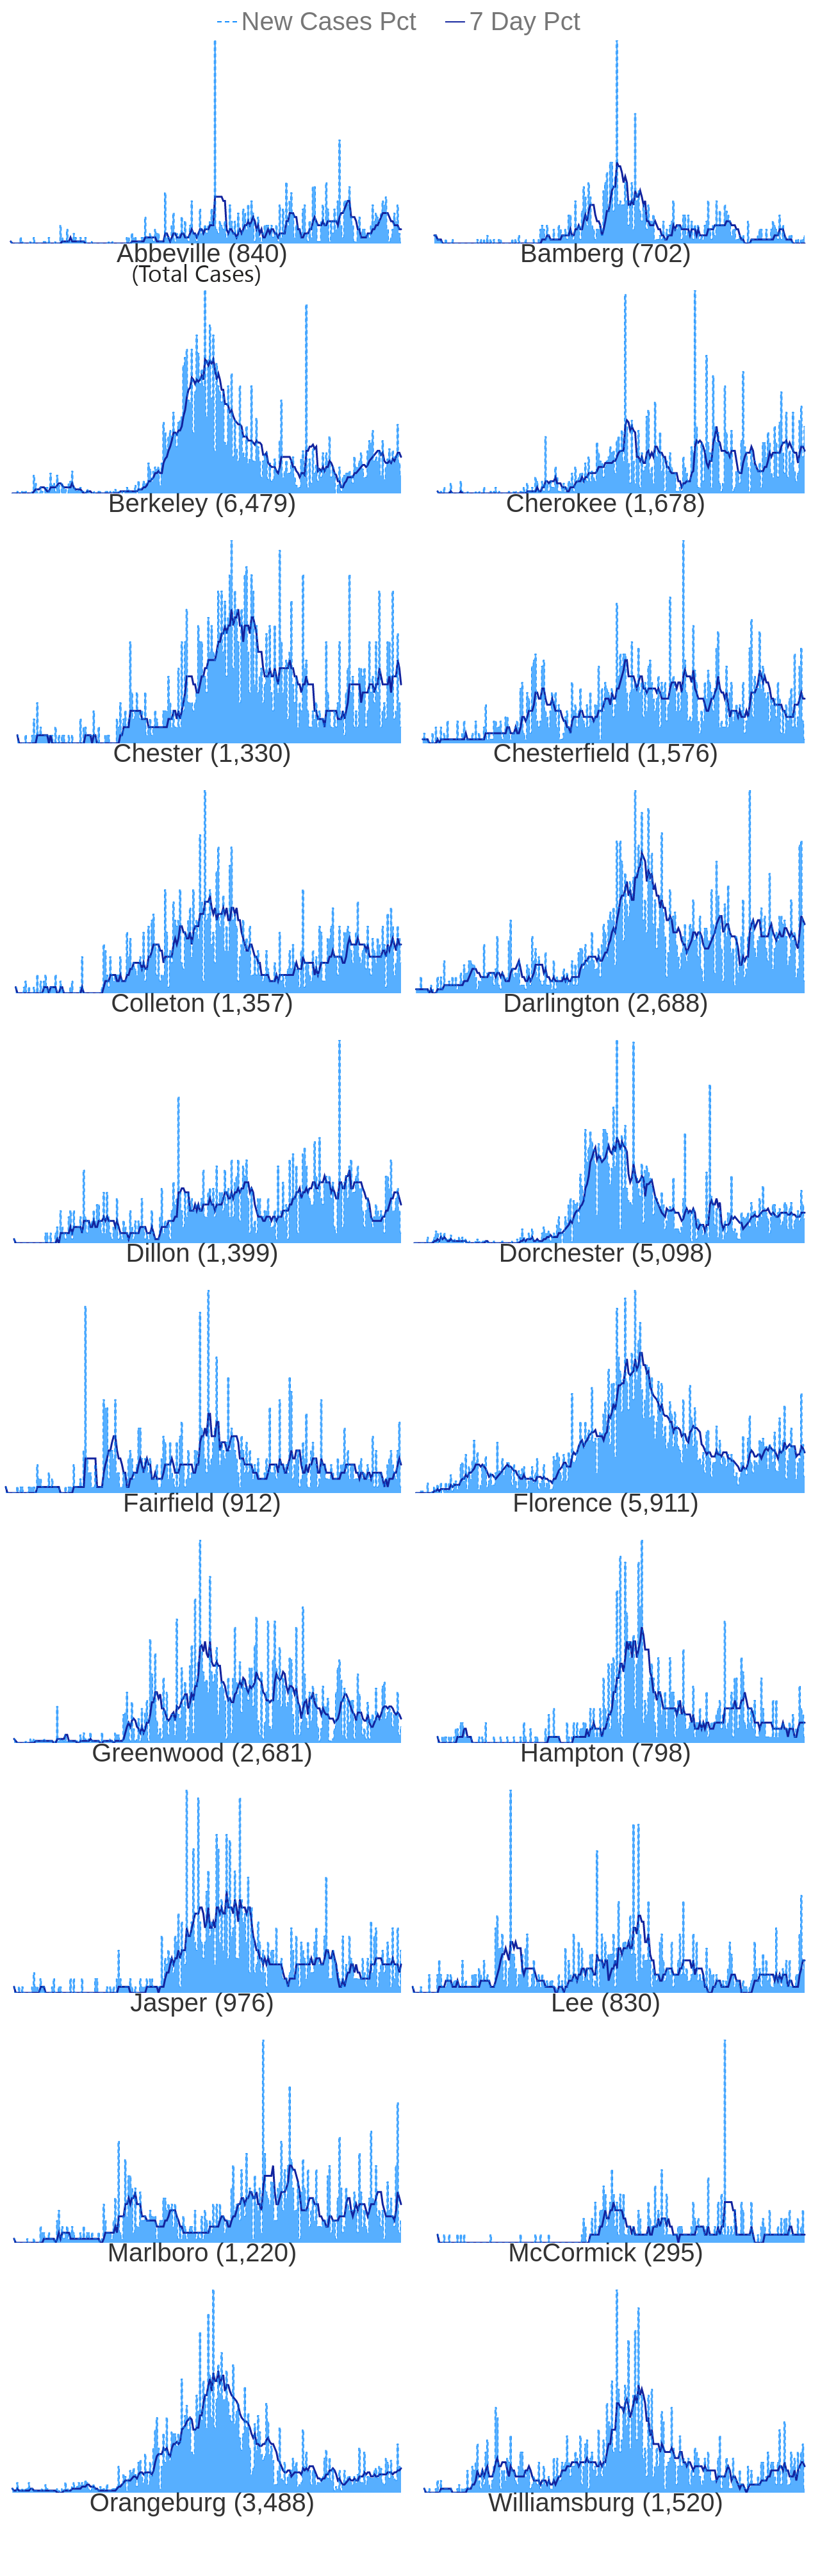 New Cases Pct 7 Day Pct
Abbeville (840) Bamberg (702)
(Total Cases)
Berkeley (6,479) Cherokee (1,678)
Chester (1,330) Chesterfield (1,576)
Colleton (1,357) Darlington (2,688)
Dillon (1,399) Dorchester (5,098)
Fairfield (912) Florence (5,911)
Greenwood (2,681) Hampton (798)
Jasper (976) Lee (830)
Marlboro (1,220) McCormick (295)
Orangeburg (3,488) Williamsburg (1,520)